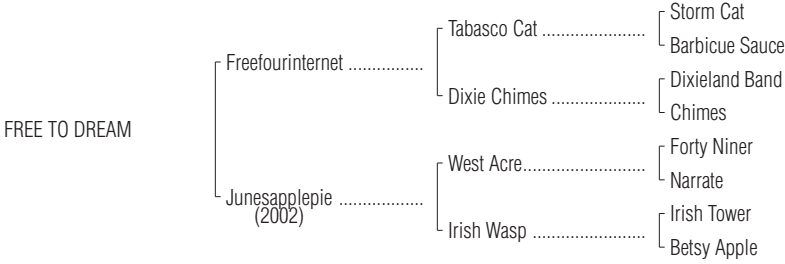 Storm Cat
Tabasco Cat ......................
Barbicue Sauce
Freefourinternet ................
Dixieland Band
Dixie Chimes ....................
Chimes
FREE TO DREAM
Forty Niner
West Acre..........................
Narrate
Junesapplepie ..................
(2002)
Irish Tower
Irish Wasp ........................
Betsy Apple